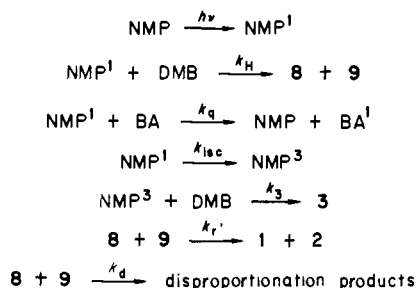 NMP hν → NMP¹
NMP¹ + DMB k_H → 8 + 9
NMP¹ + BA k_q → NMP + BA¹
NMP¹ k_isc → NMP³
NMP³ + DMB k_3 → 3
8 + 9 k_r' → 1 + 2
8 + 9 k_d → disproportionation products